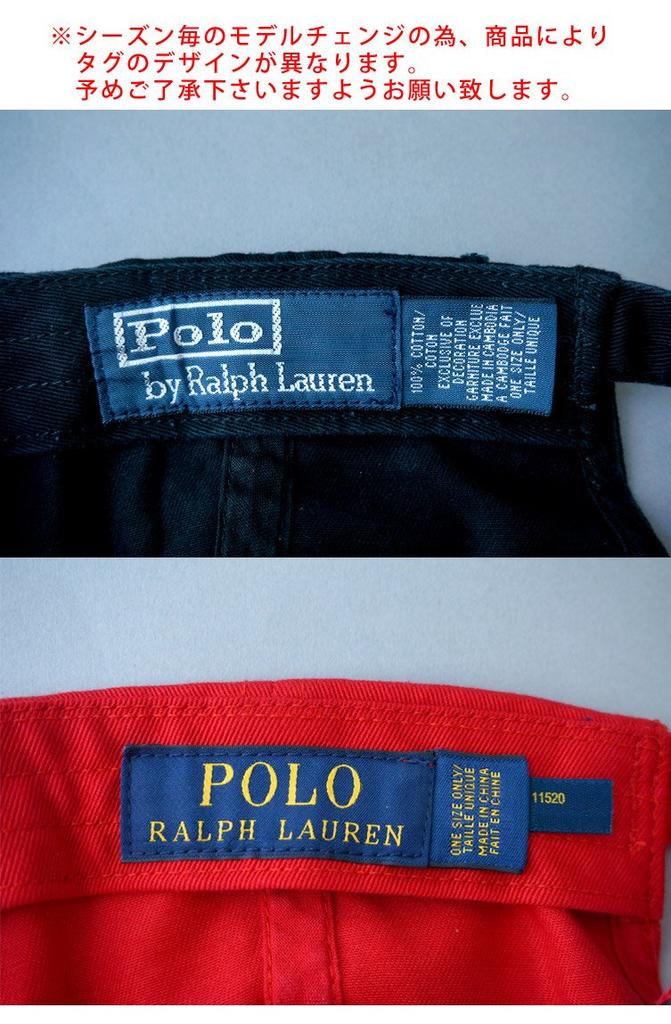 ※シーズン毎のモデルチェンジの為、商品により
タグのデザインが異なります。
予めご了承下さいますようお願い致します。
Polo
by Ralph Lauren
100% COTTON/
COTON
EXCLUSIVE OF
DECORATION
GARNITURE EXCLUE
MADE IN CAMBODIA
A CAMBODGE FAIT
ONE SIZE ONLY/
TAILLE UNIQUE
POLO
RALPH LAUREN
ONE SIZE ONLY/
TAILLE UNIQUE
MADE IN CHINA
FAIT EN CHINE
11520